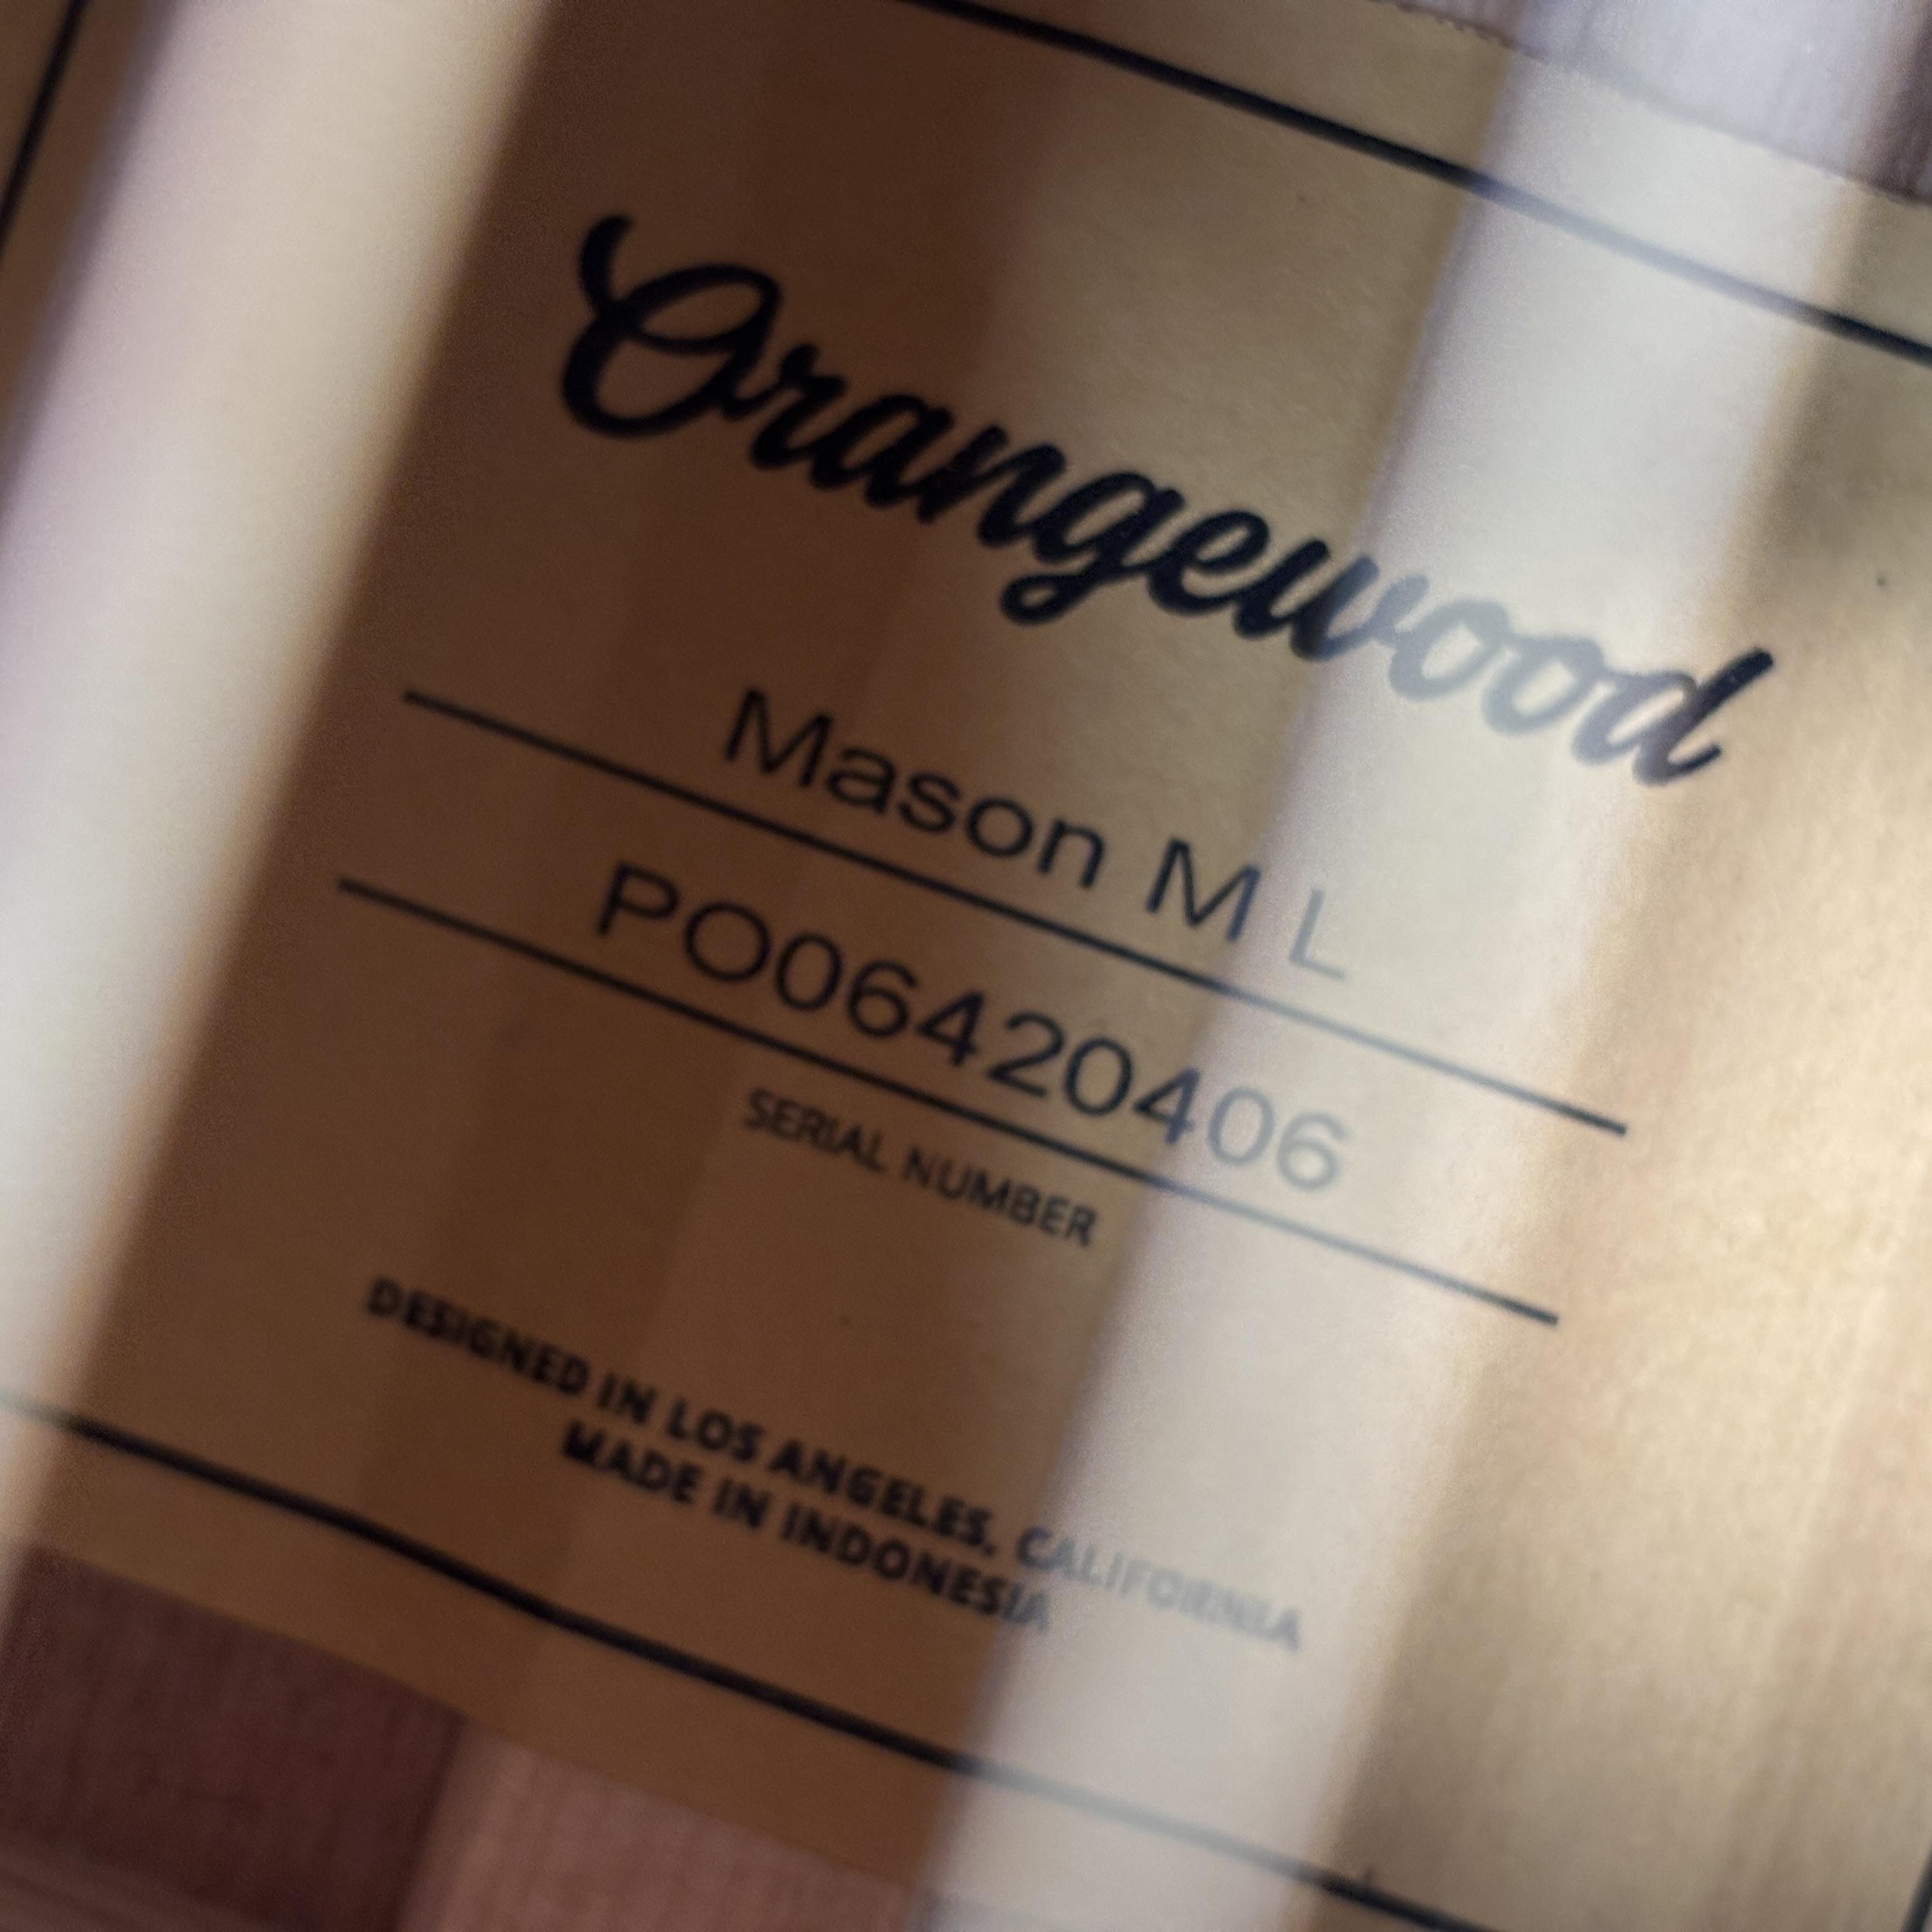 Orangewood
Mason M L
PO06420406
SERIAL NUMBER
DESIGNED IN LOS ANGELES, CALIFORNIA
MADE IN INDONESIA